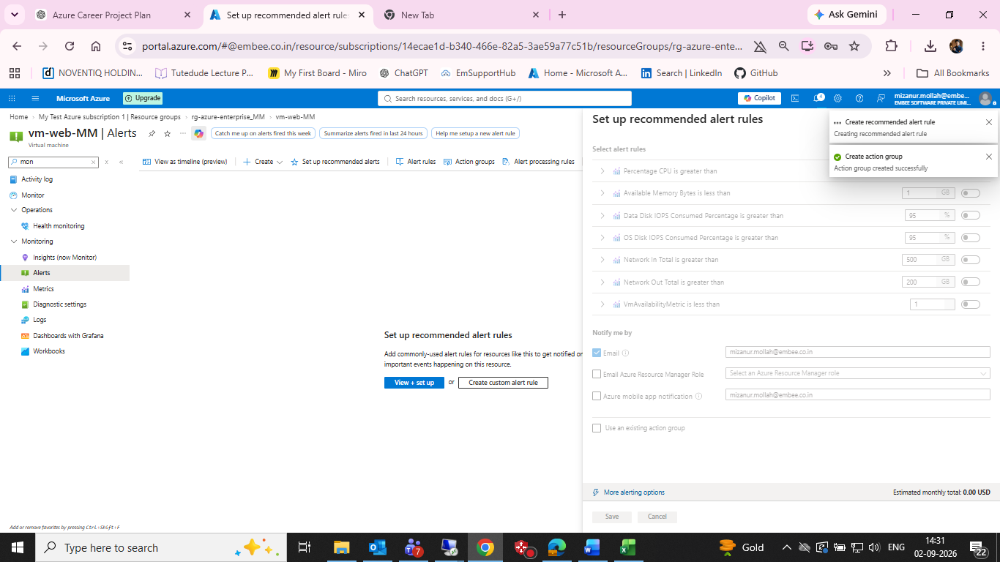 Azure Career Project Plan
Set up recommended alert rules
New Tab
Ask Gemini
portal.azure.com/#@embee.co.in/resource/subscriptions/14ecae1d-b340-466e-82a5-3ae59a77c51b/resourceGroups/rg-azure-ente...
NOVENTIQ HOLDIN...
Tutedude Lecture P...
My First Board - Miro
ChatGPT
EmSupportHub
Home - Microsoft A...
Search | LinkedIn
GitHub
All Bookmarks
Microsoft Azure
Upgrade
Search resources, services, and docs (G+/)
Copilot
4
mizanur.mollah@embe...
EMBEE SOFTWARE PRIVATE LIMI...
Home
My Test Azure subscription 1 | Resource groups
rg-azure-enterprise_MM
vm-web-MM
vm-web-MM | Alerts
Virtual machine
Catch me up on alerts fired this week
Summarize alerts fired in last 24 hours
Help me setup a new alert rule
mon
View as timeline (preview)
Create
Set up recommended alerts
Alert rules
Action groups
Alert processing rules
Activity log
Monitor
Operations
Health monitoring
Monitoring
Insights (now Monitor)
Alerts
Metrics
Diagnostic settings
Logs
Dashboards with Grafana
Workbooks
Add or remove favorites by pressing Ctrl+Shift+F
Set up recommended alert rules
Add commonly-used alert rules for resources like this to get notified on
important events happening on this resource.
View + set up
or
Create custom alert rule
Set up recommended alert rules
Select alert rules
Percentage CPU is greater than
Available Memory Bytes is less than
1 GB
Data Disk IOPS Consumed Percentage is greater than
95 %
OS Disk IOPS Consumed Percentage is greater than
95 %
Network In Total is greater than
500 GB
Network Out Total is greater than
200 GB
VmAvailabilityMetric is less than
1
Notify me by
Email
mizanur.mollah@embee.co.in
Email Azure Resource Manager Role
Select an Azure Resource Manager role
Azure mobile app notification
mizanur.mollah@embee.co.in
Use an existing action group
More alerting options
Estimated monthly total: 0.00 USD
Save
Cancel
Create recommended alert rule
Creating recommended alert rule
Create action group
Action group created successfully
Type here to search
7
Gold
ENG
14:31
02-09-2026
22